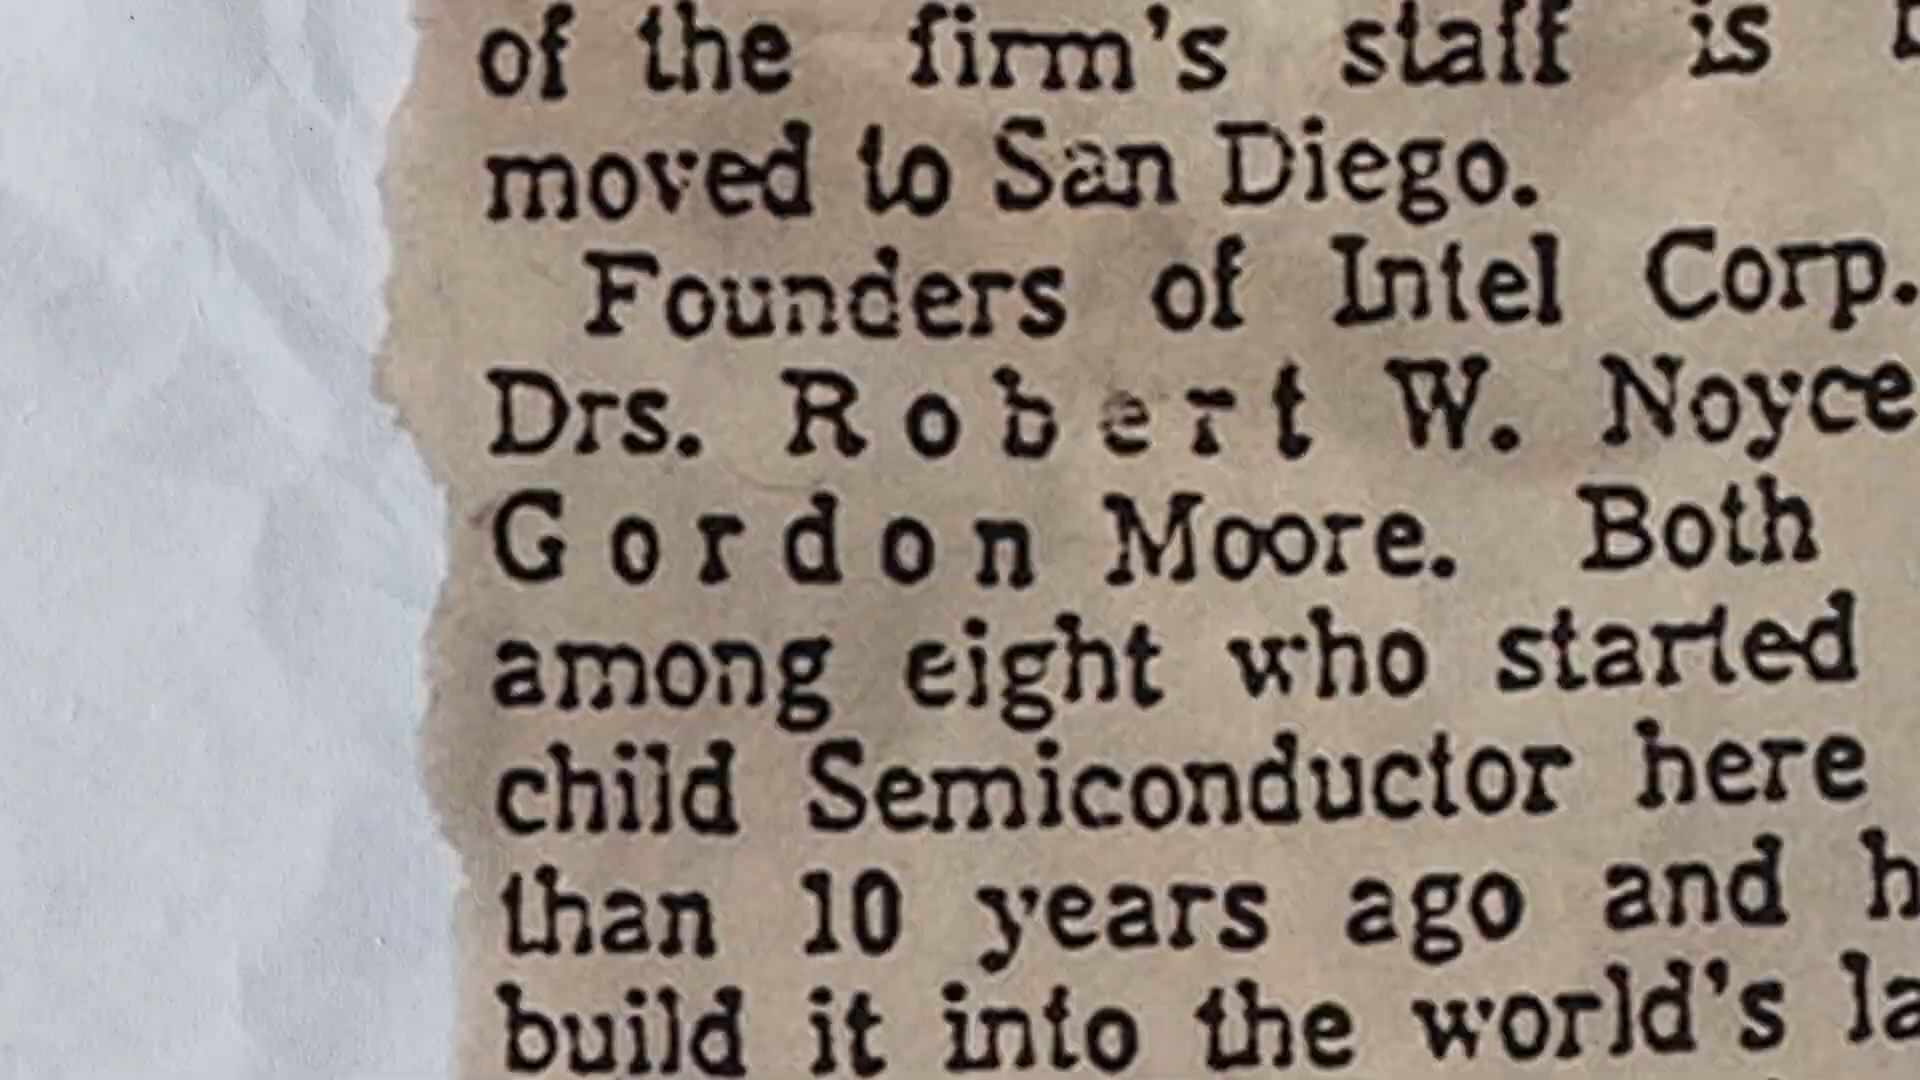 of the firm's staff is
moved to San Diego.
Founders of Intel Corp.
Drs. Robert W. Noyce
Gordon Moore. Both
among eight who started
child Semiconductor here
than 10 years ago and
build it into the world's